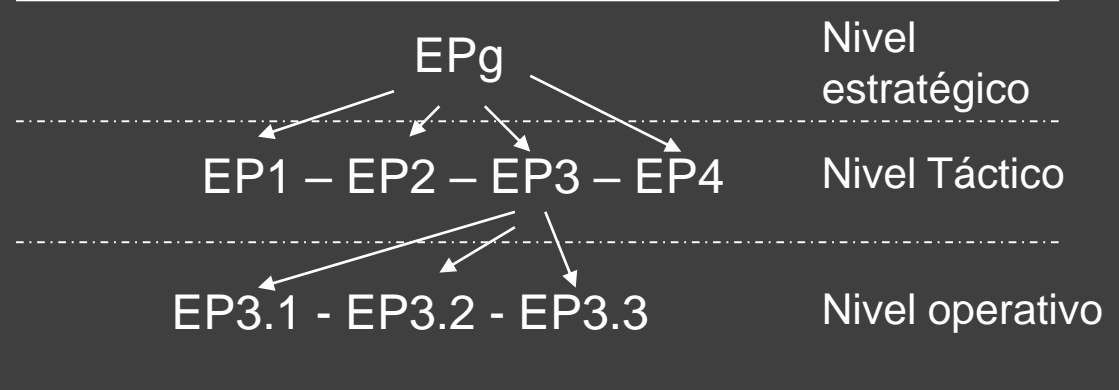 EPg
Nivel
estratégico
EP1 – EP2 – EP3 – EP4
Nivel Táctico
EP3.1 - EP3.2 - EP3.3
Nivel operativo